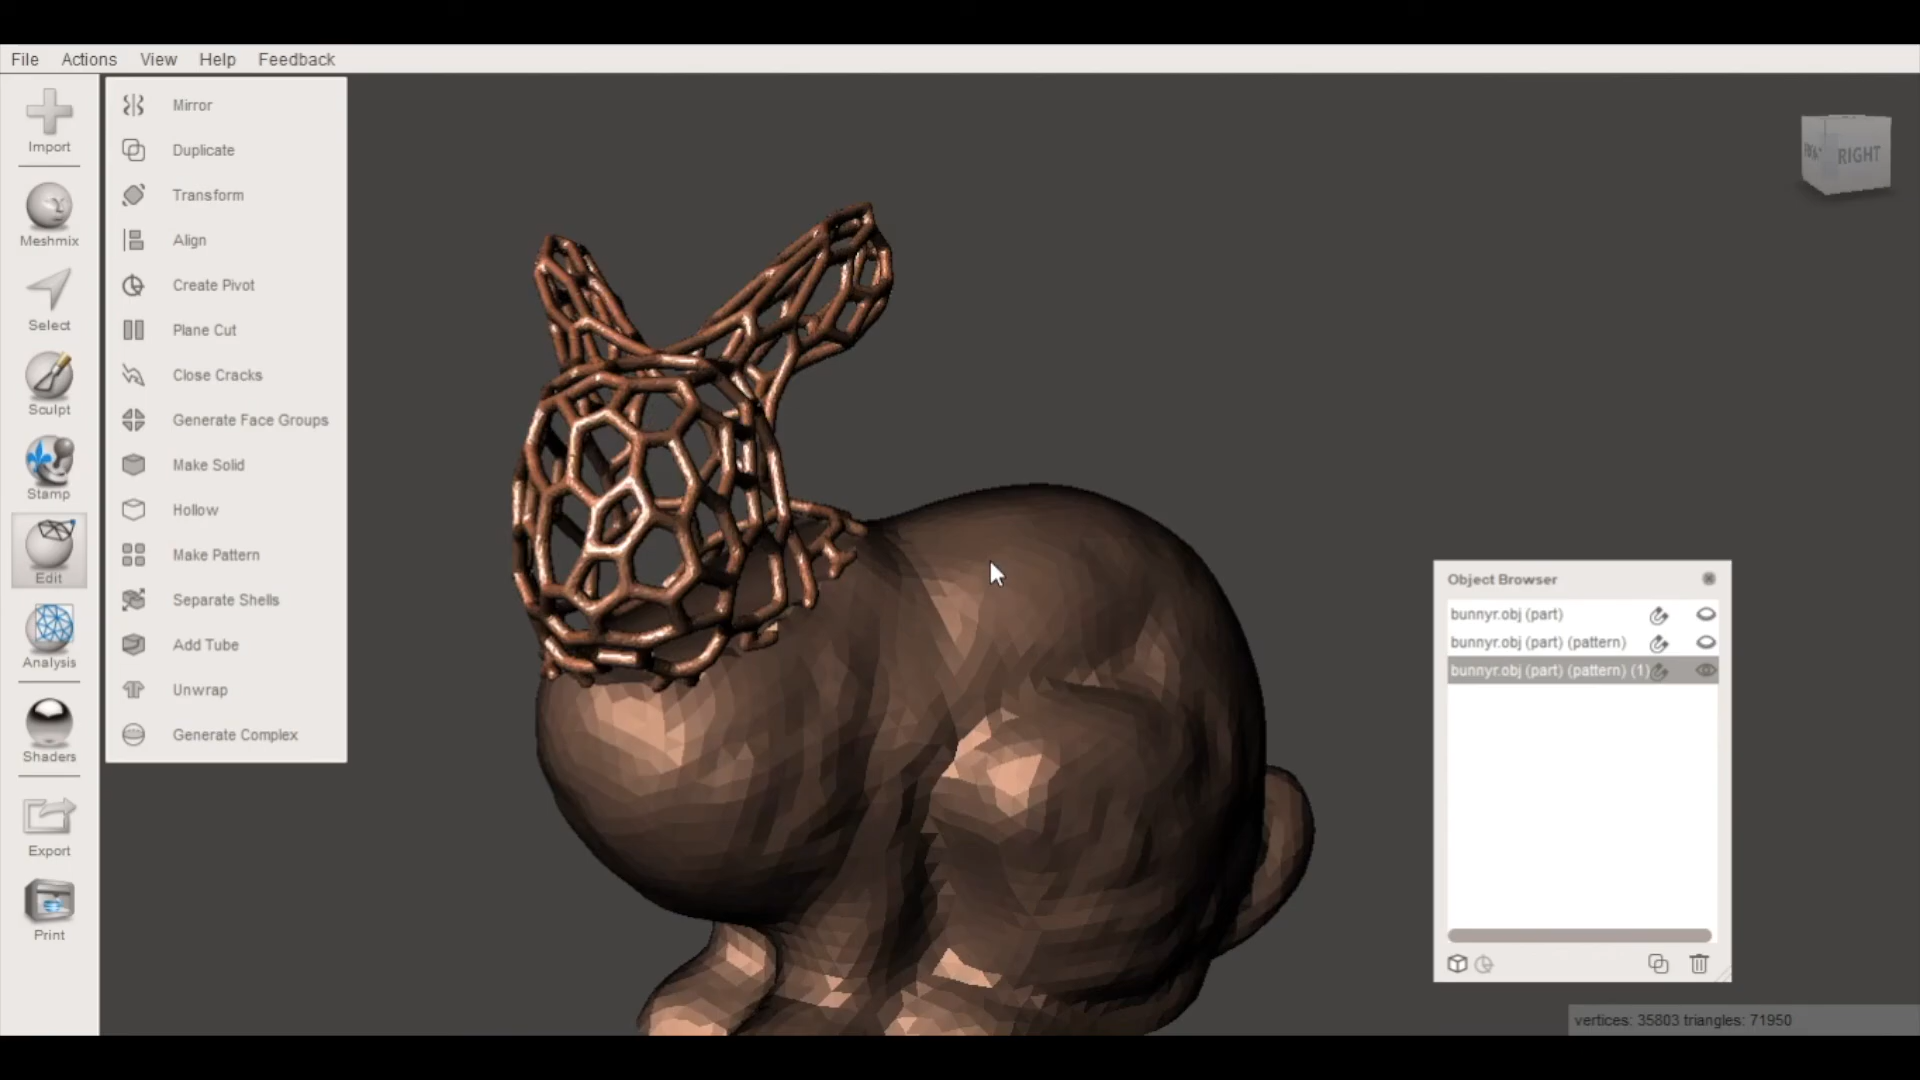 File Actions View Help Feedback
Import
Meshmix
Select
Sculpt
Stamp
Edit
Analysis
Shaders
Export
Print
Mirror
Duplicate
Transform
Align
Create Pivot
Plane Cut
Close Cracks
Generate Face Groups
Make Solid
Hollow
Make Pattern
Separate Shells
Add Tube
Unwrap
Generate Complex
RIGHT
Object Browser
bunnyr.obj (part)
bunnyr.obj (part) (pattern)
bunnyr.obj (part) (pattern) (1)
vertices: 35803 triangles: 71950